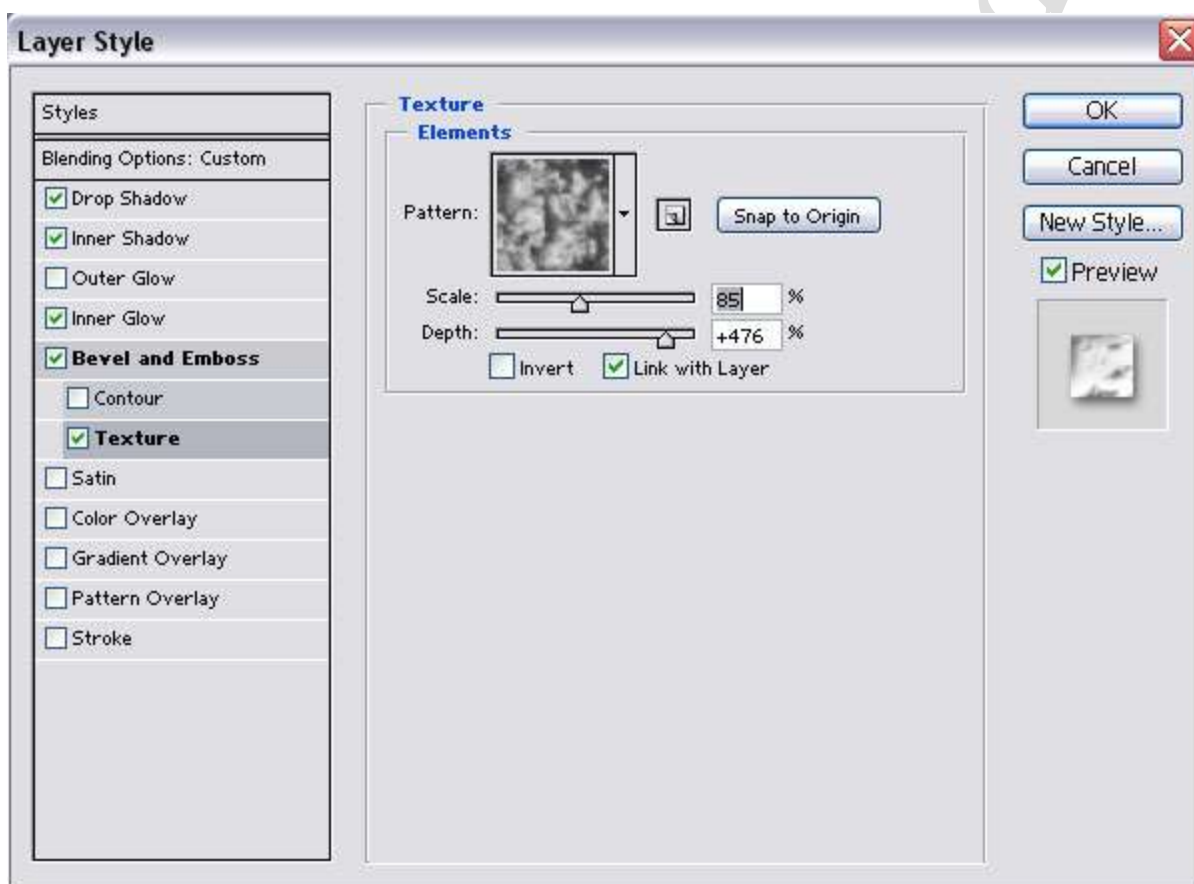 Layer Style
Styles
Blending Options: Custom
Drop Shadow
Inner Shadow
Outer Glow
Inner Glow
Bevel and Emboss
Contour
Texture
Satin
Color Overlay
Gradient Overlay
Pattern Overlay
Stroke
Texture
Elements
Pattern:
Snap to Origin
Scale: 85 %
Depth: +476 %
Invert Link with Layer
OK
Cancel
New Style...
Preview